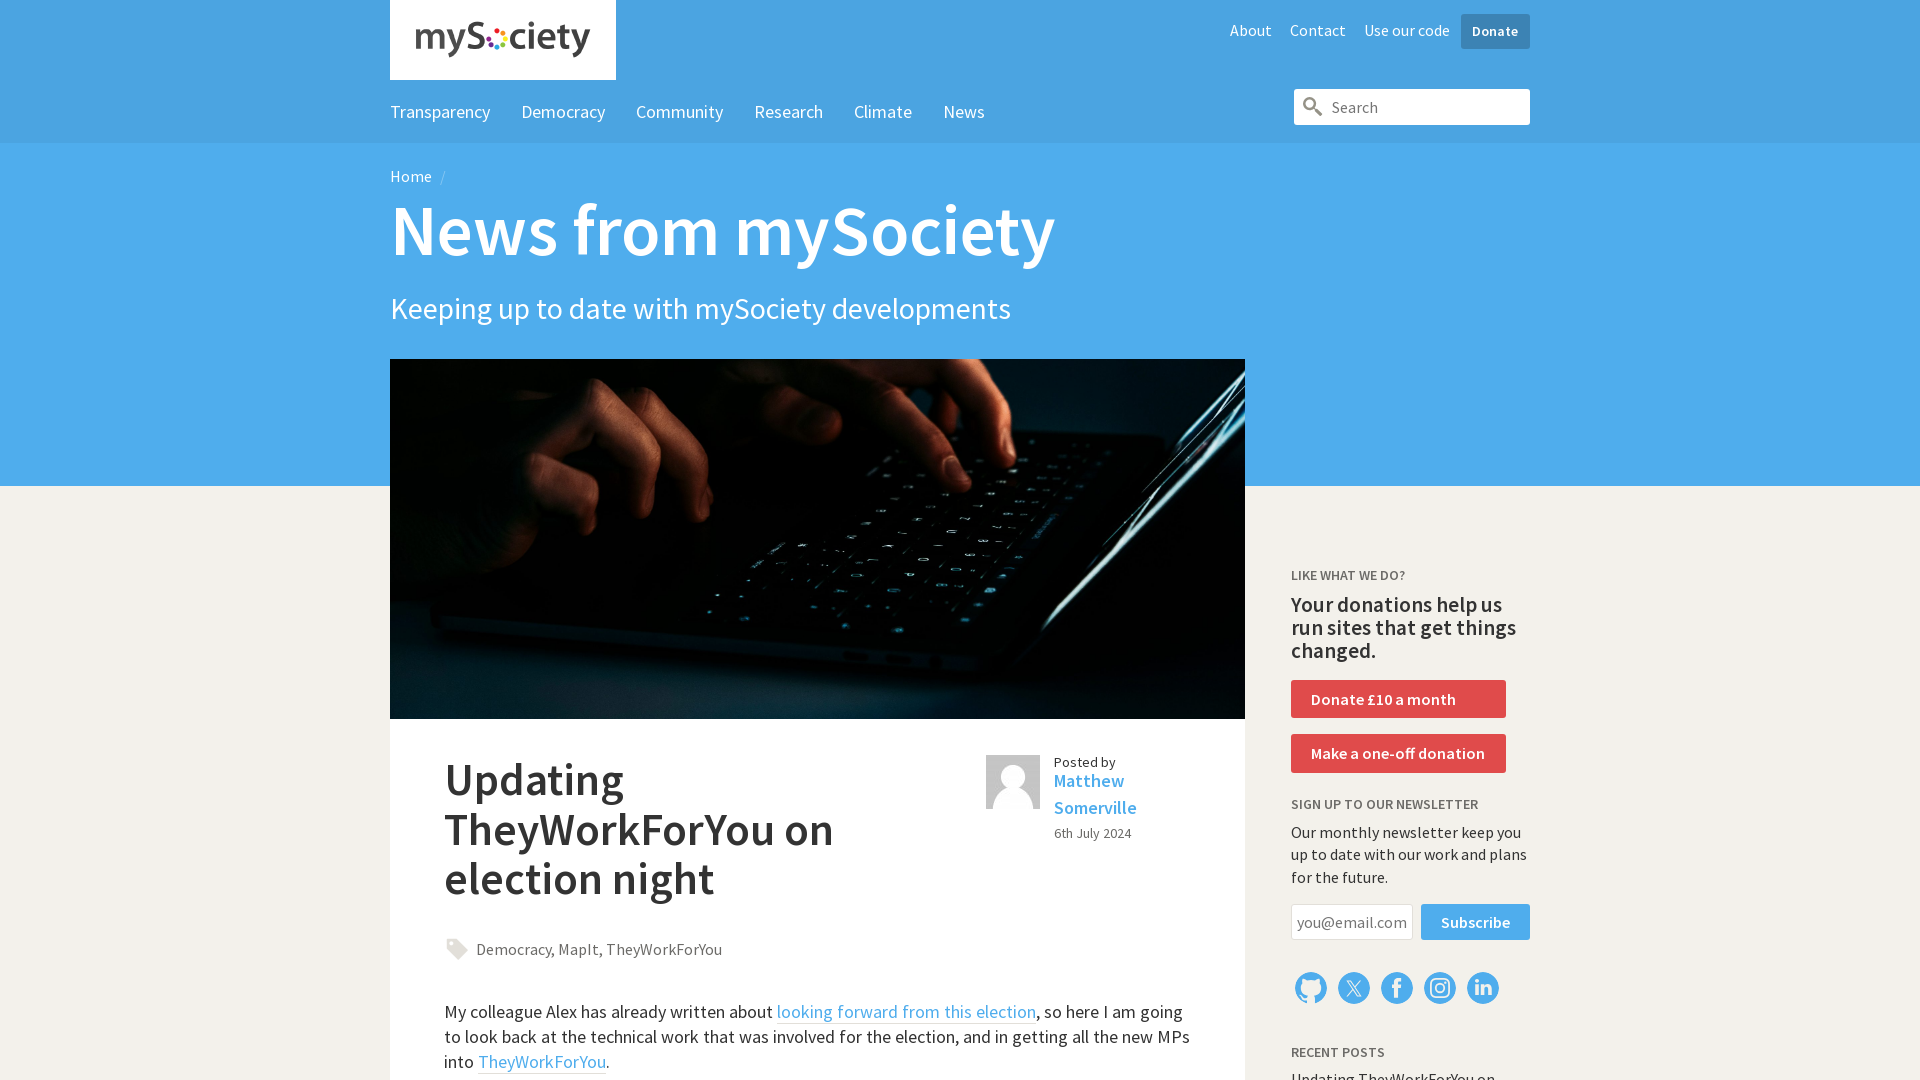 mySociety
About
Contact
Use our code
Donate
Transparency
Democracy
Community
Research
Climate
News
Search
Home /
News from mySociety
Keeping up to date with mySociety developments
Updating
TheyWorkForYou on
election night
Posted by
Matthew
Somerville
6th July 2024
Democracy, MapIt, TheyWorkForYou
My colleague Alex has already written about looking forward from this election, so here I am going
to look back at the technical work that was involved for the election, and in getting all the new MPs
into TheyWorkForYou.
LIKE WHAT WE DO?
Your donations help us
run sites that get things
changed.
Donate £10 a month
Make a one-off donation
SIGN UP TO OUR NEWSLETTER
Our monthly newsletter keep you
up to date with our work and plans
for the future.
you@email.com
Subscribe
RECENT POSTS
Updating TheyWorkForYou on